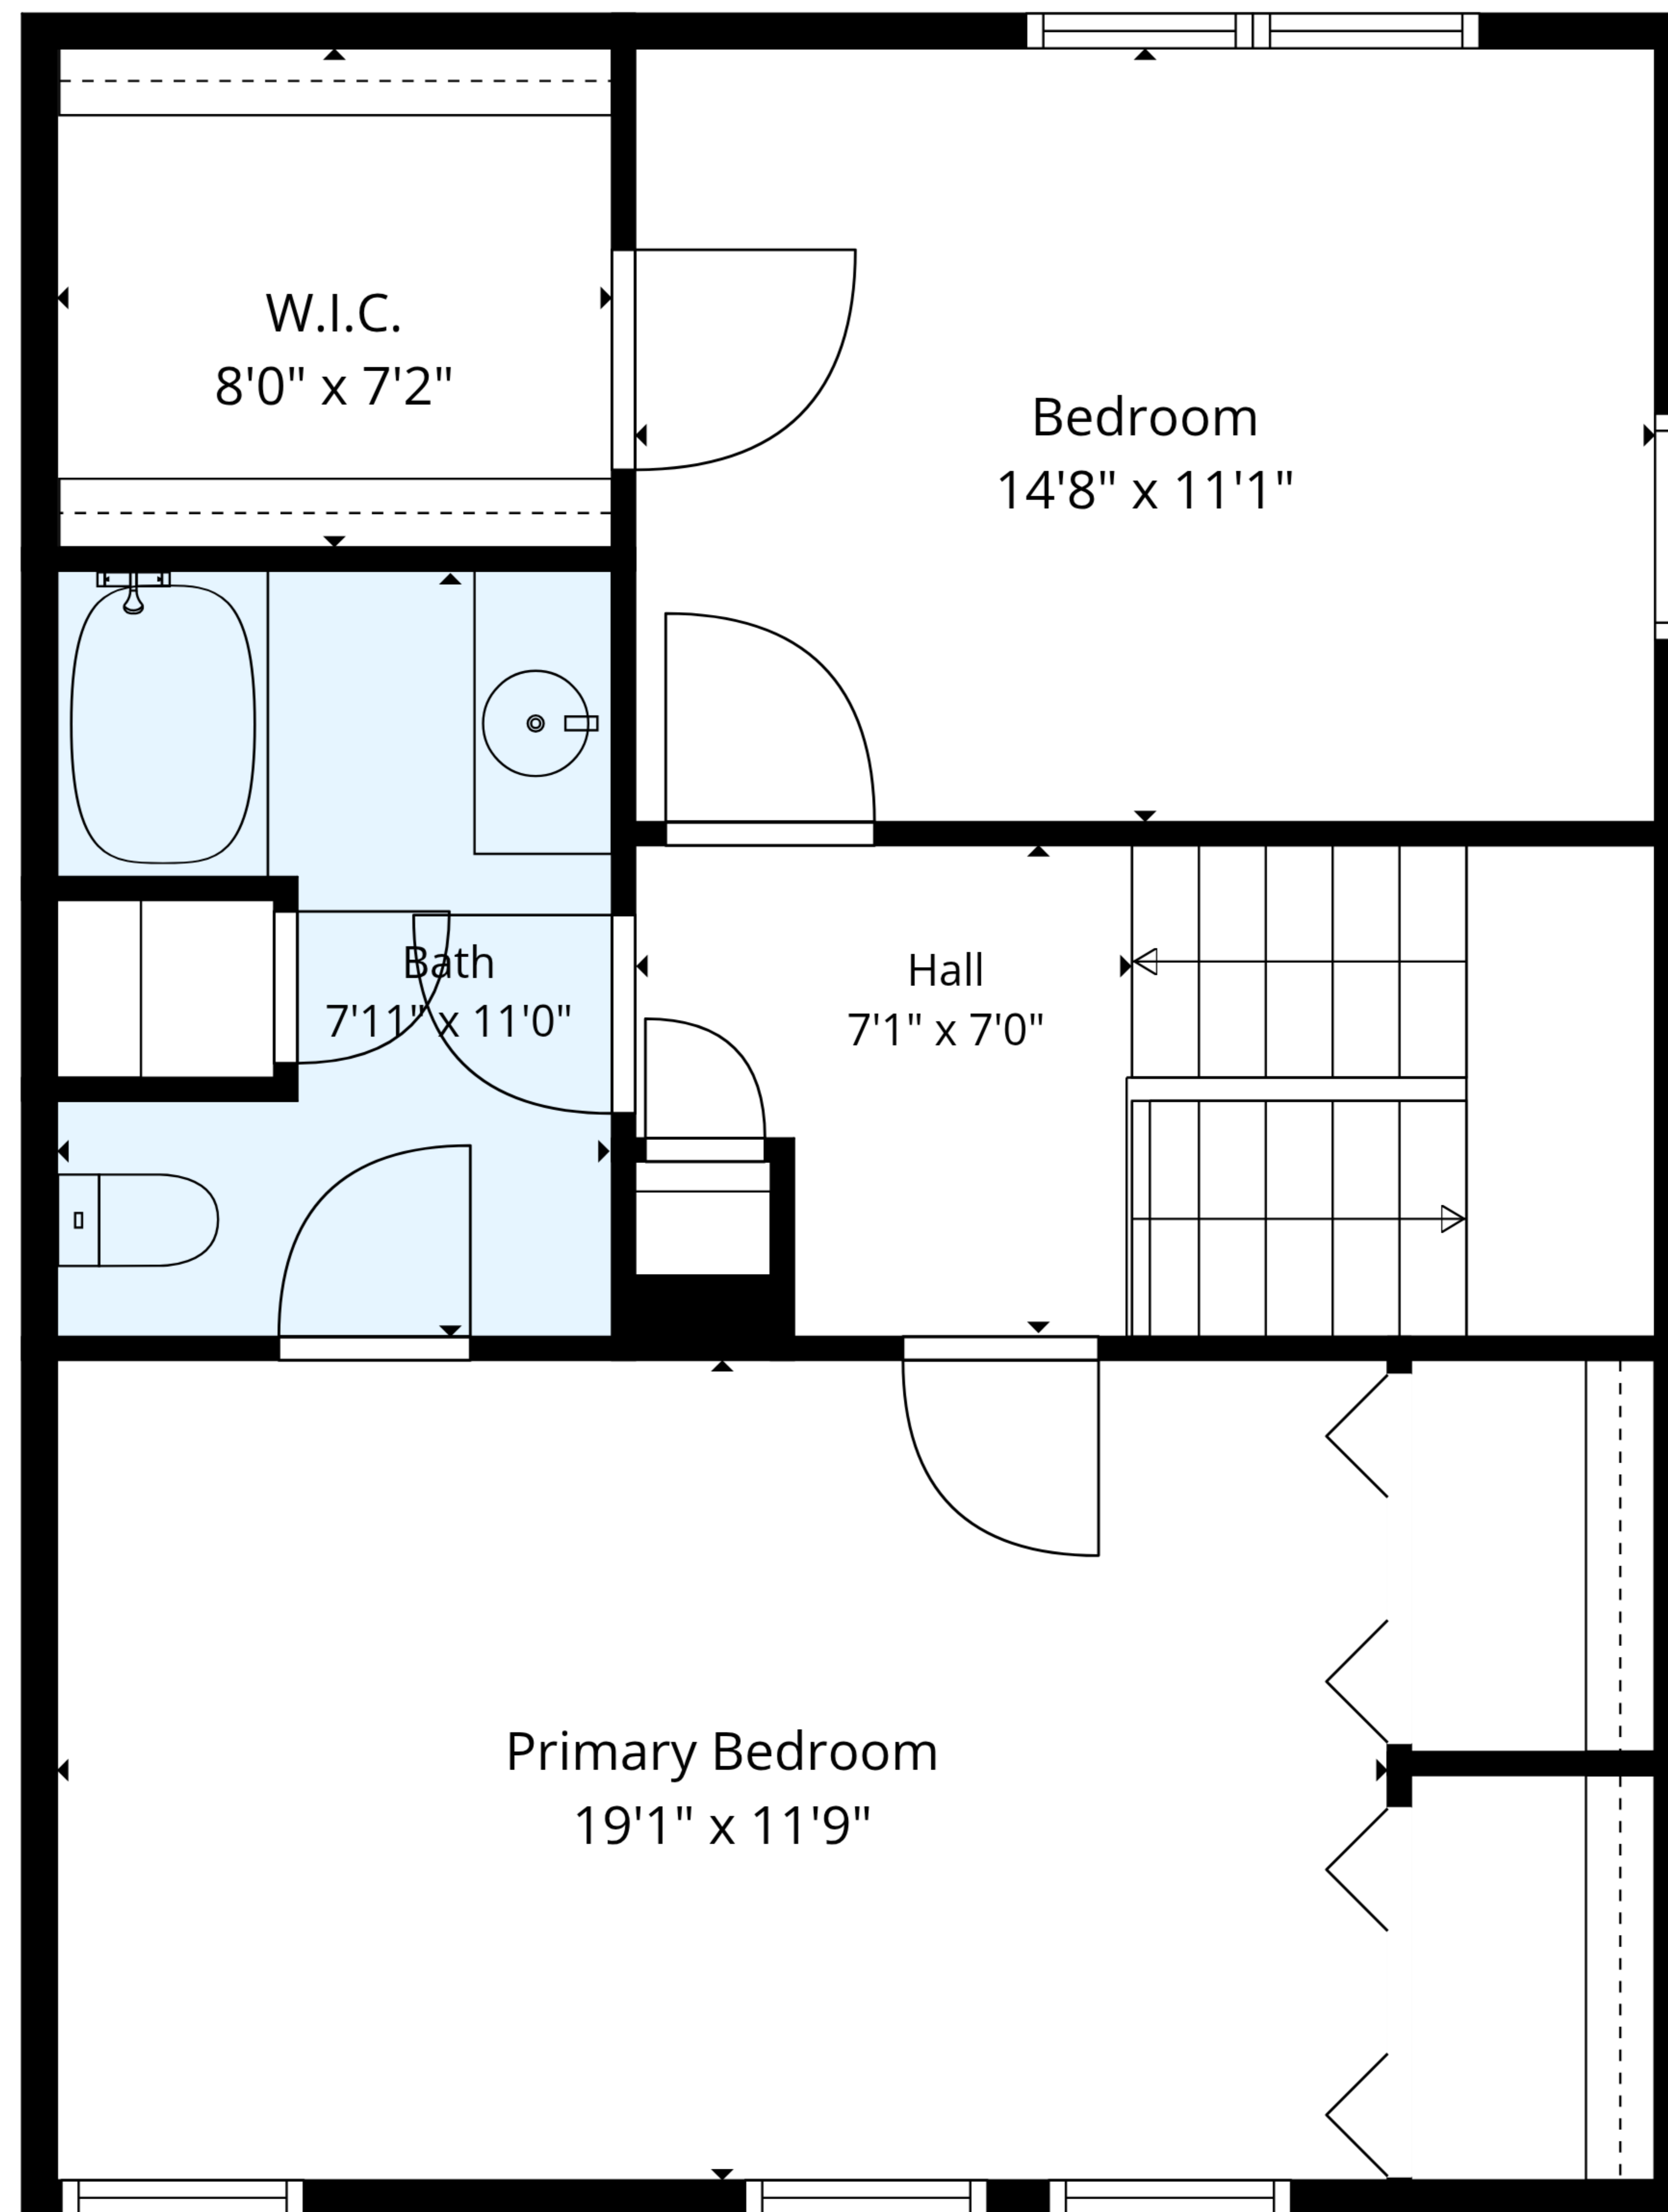 W.I.C.
8'0" x 7'2"
Bedroom
14'8" x 11'1"
Bath
7'11" x 11'0"
Hall
7'1" x 7'0"
Primary Bedroom
19'1" x 11'9"